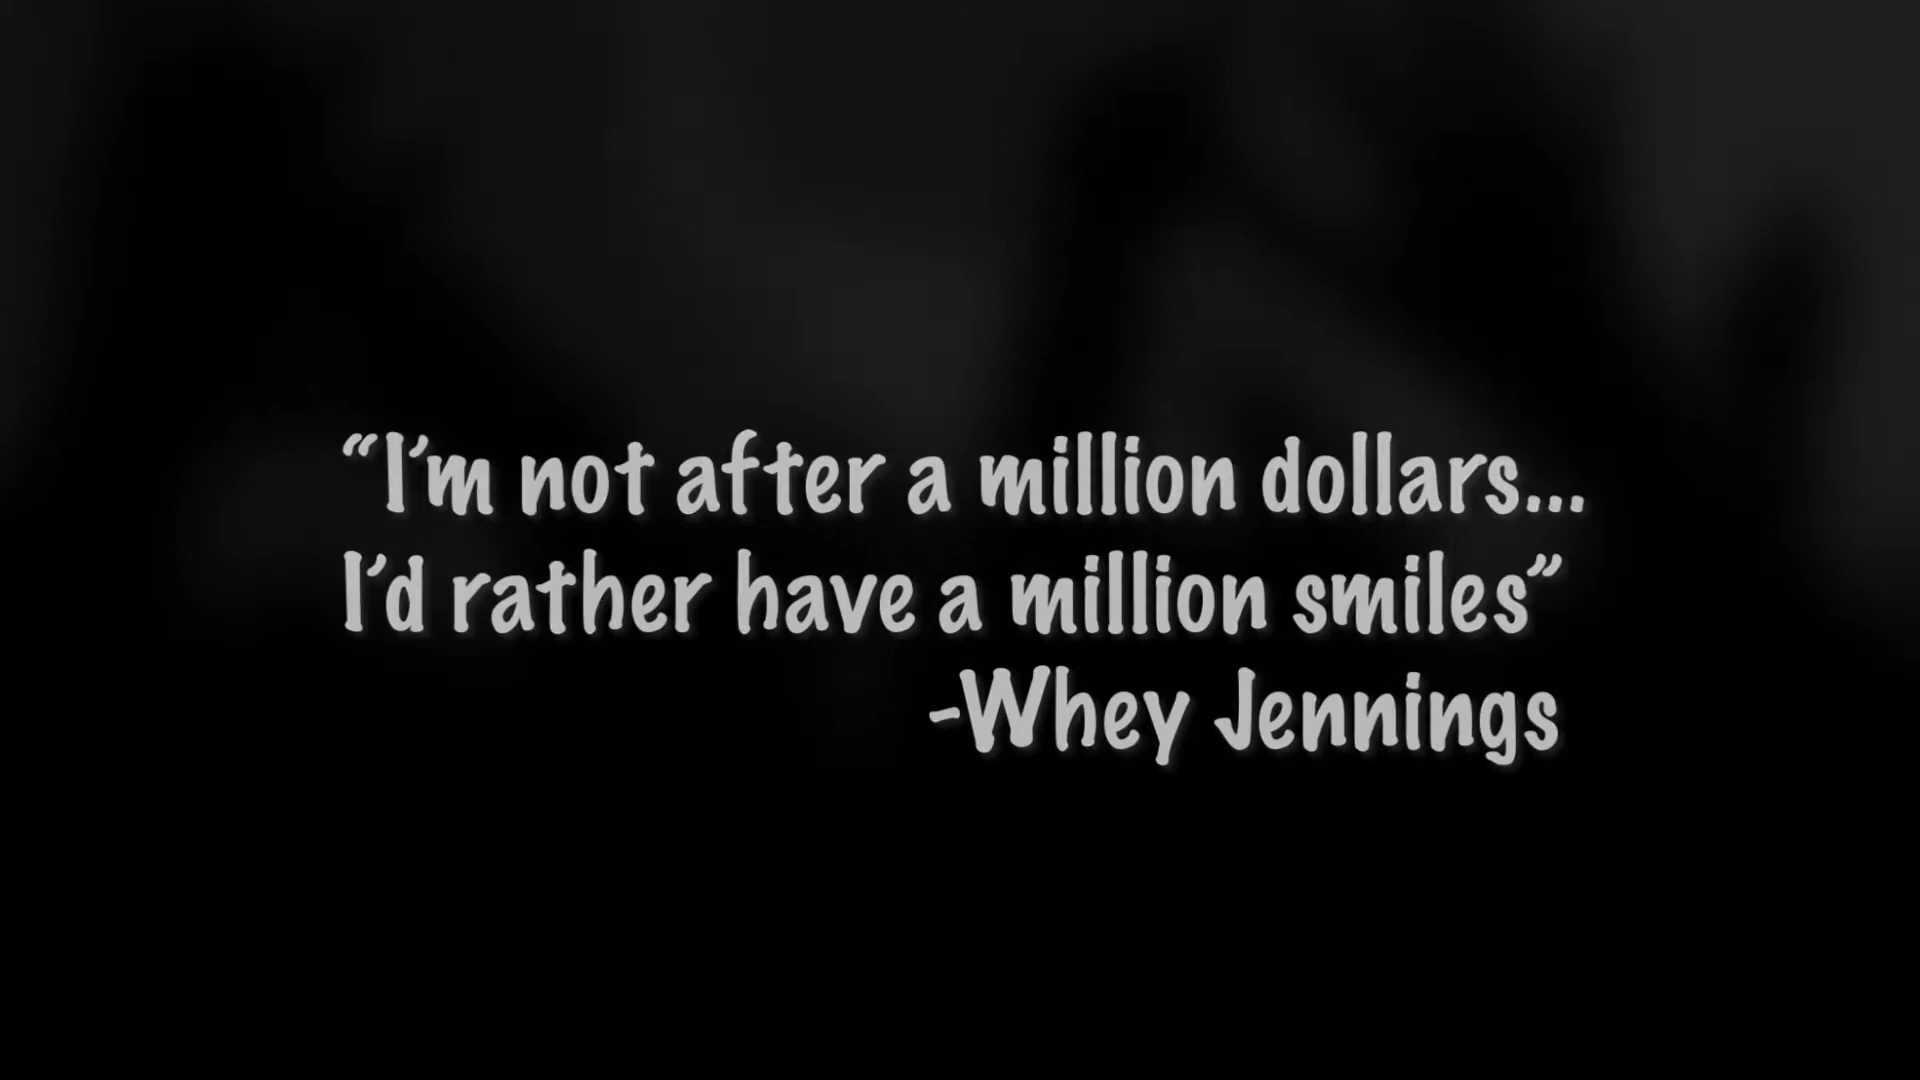 “I’m not after a million dollars...
I’d rather have a million smiles”
-Whey Jennings